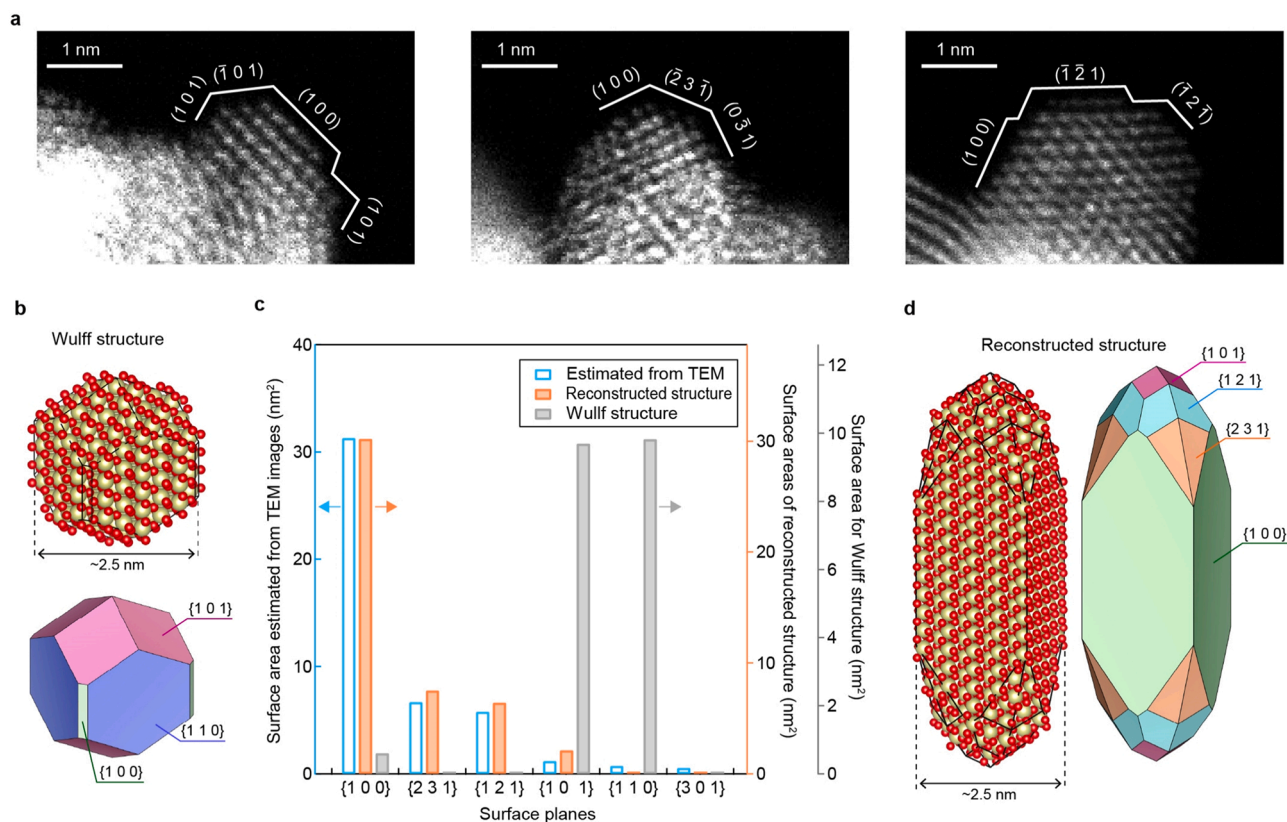 a
1 nm
(1 0 1)
(1̄ 0 1)
(1 0 0)
(1 0 1)
1 nm
(1 0 0)
(2̄ 3 1̄)
(0 3̄ 1)
1 nm
(1 0 0)
(1̄ 2̄ 1)
(1̄ 2 1̄)
b
Wulff structure
~2.5 nm
{1 0 1}
{1 1 0}
{1 0 0}
c
Surface area estimated from TEM images (nm²)
40
30
20
10
0
Estimated from TEM
Reconstructed structure
Wulff structure
30
20
10
0
Surface areas of
reconstructed structure (nm²)
12
10
8
6
4
2
0
Surface area for Wulff structure (nm²)
{1 0 0}
{2 3 1}
{1 2 1}
{1 0 1}
{1 1 0}
{3 0 1}
Surface planes
d
Reconstructed structure
{1 0 1}
{1 2 1}
{2 3 1}
{1 0 0}
~2.5 nm